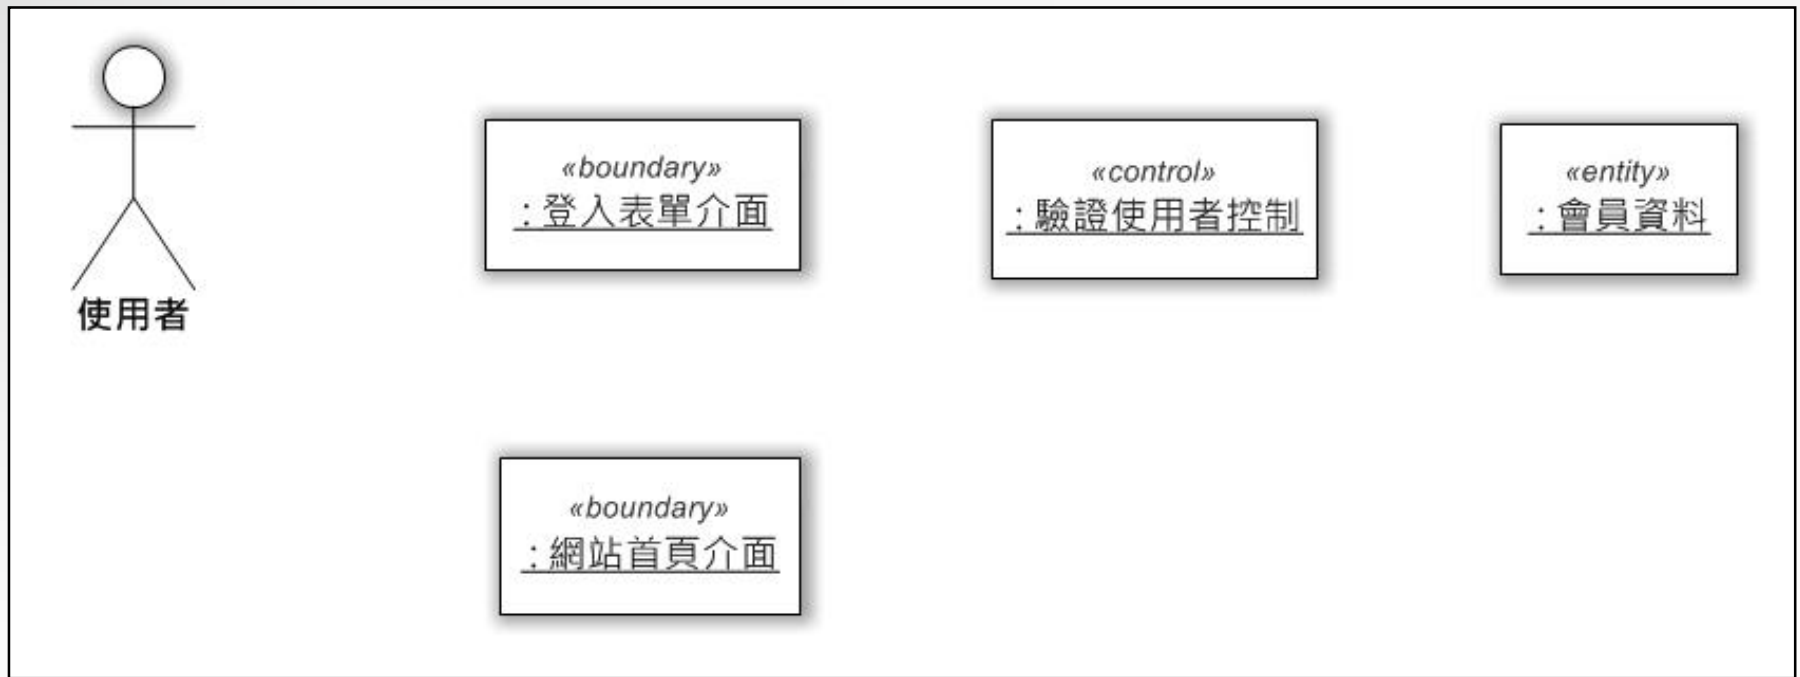 使用者
«boundary»
: 登入表單介面
«control»
: 驗證使用者控制
«entity»
: 會員資料
«boundary»
: 網站首頁介面